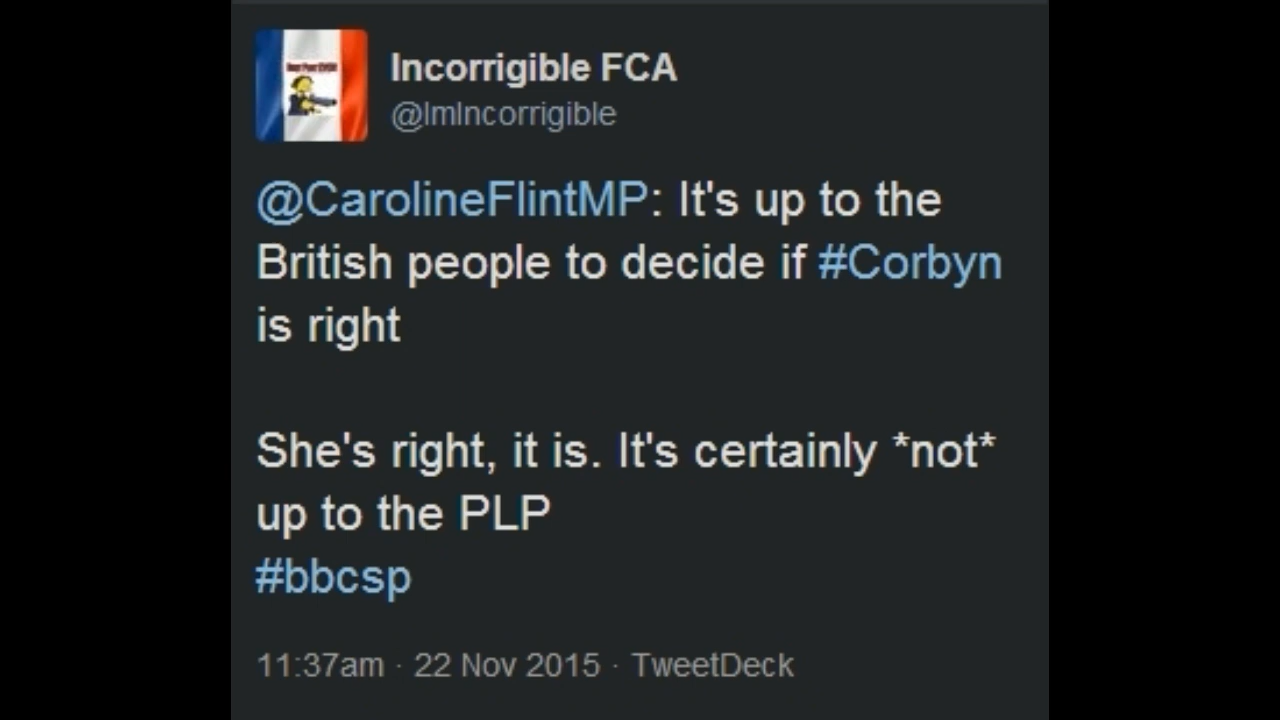 Incorrigible FCA
@ImIncorrigible
@CarolineFlintMP: It's up to the
British people to decide if #Corbyn
is right
She's right, it is. It's certainly *not*
up to the PLP
#bbcsp
11:37am · 22 Nov 2015 · TweetDeck